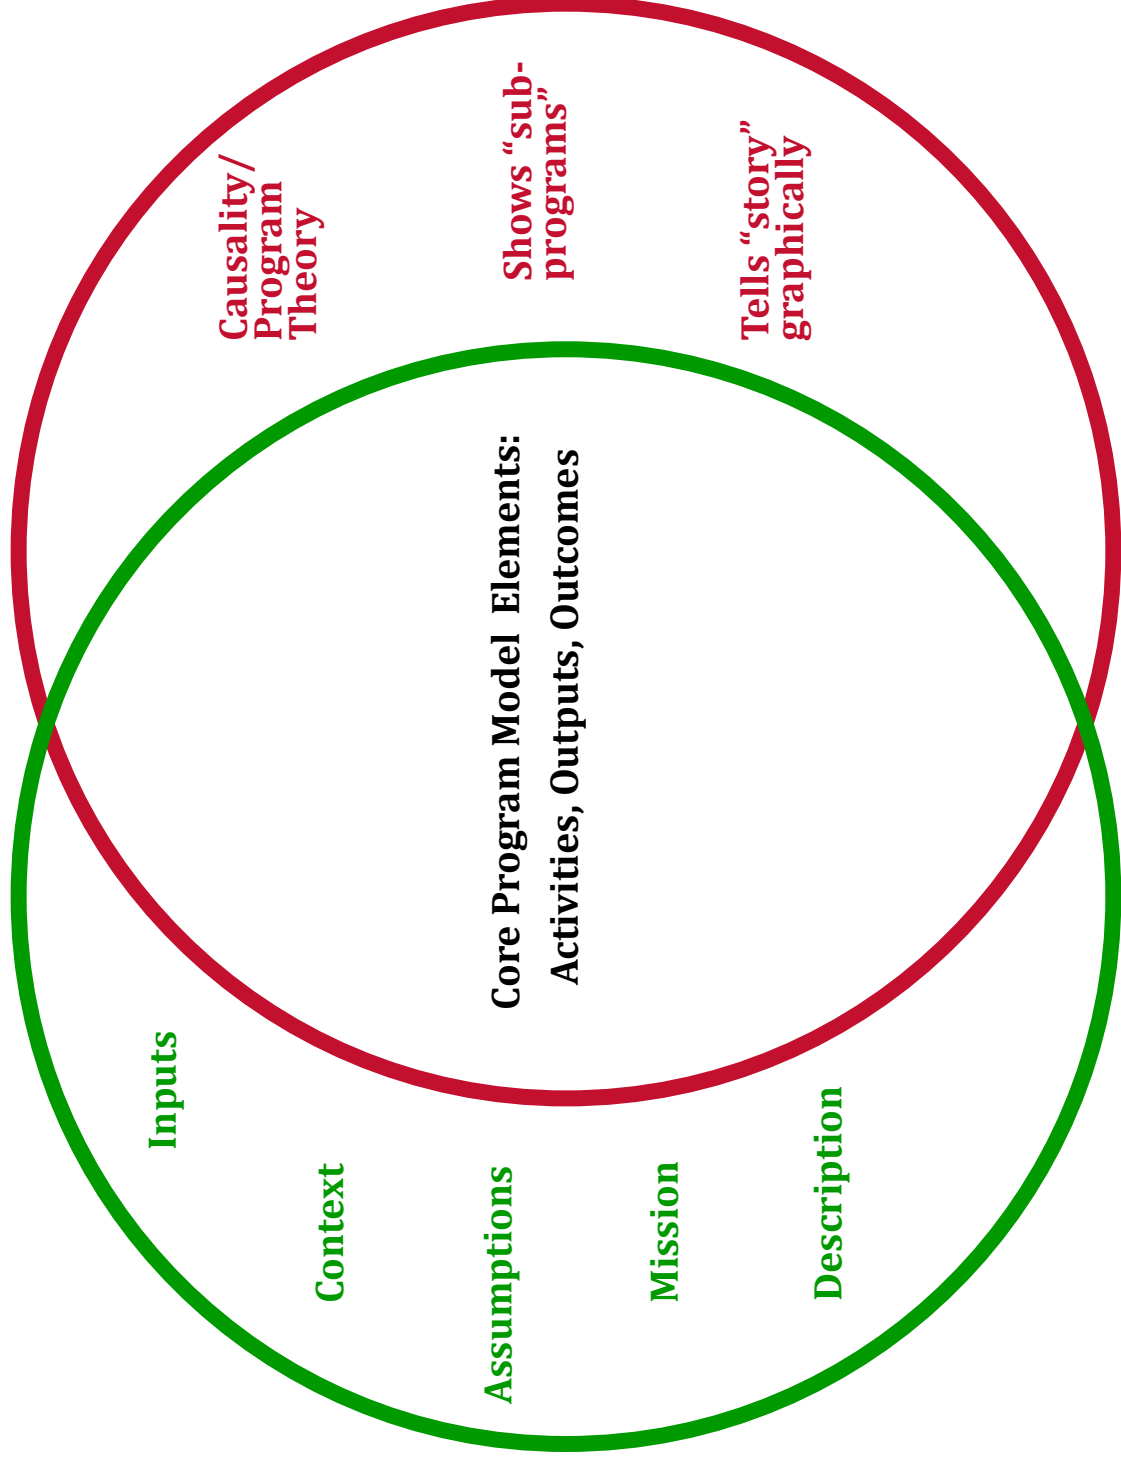 Inputs
Context
Assumptions
Mission
Description
Core Program Model Elements:
Activities, Outputs, Outcomes
Causality/
Program
Theory
Shows “sub-
programs”
Tells “story”
graphically